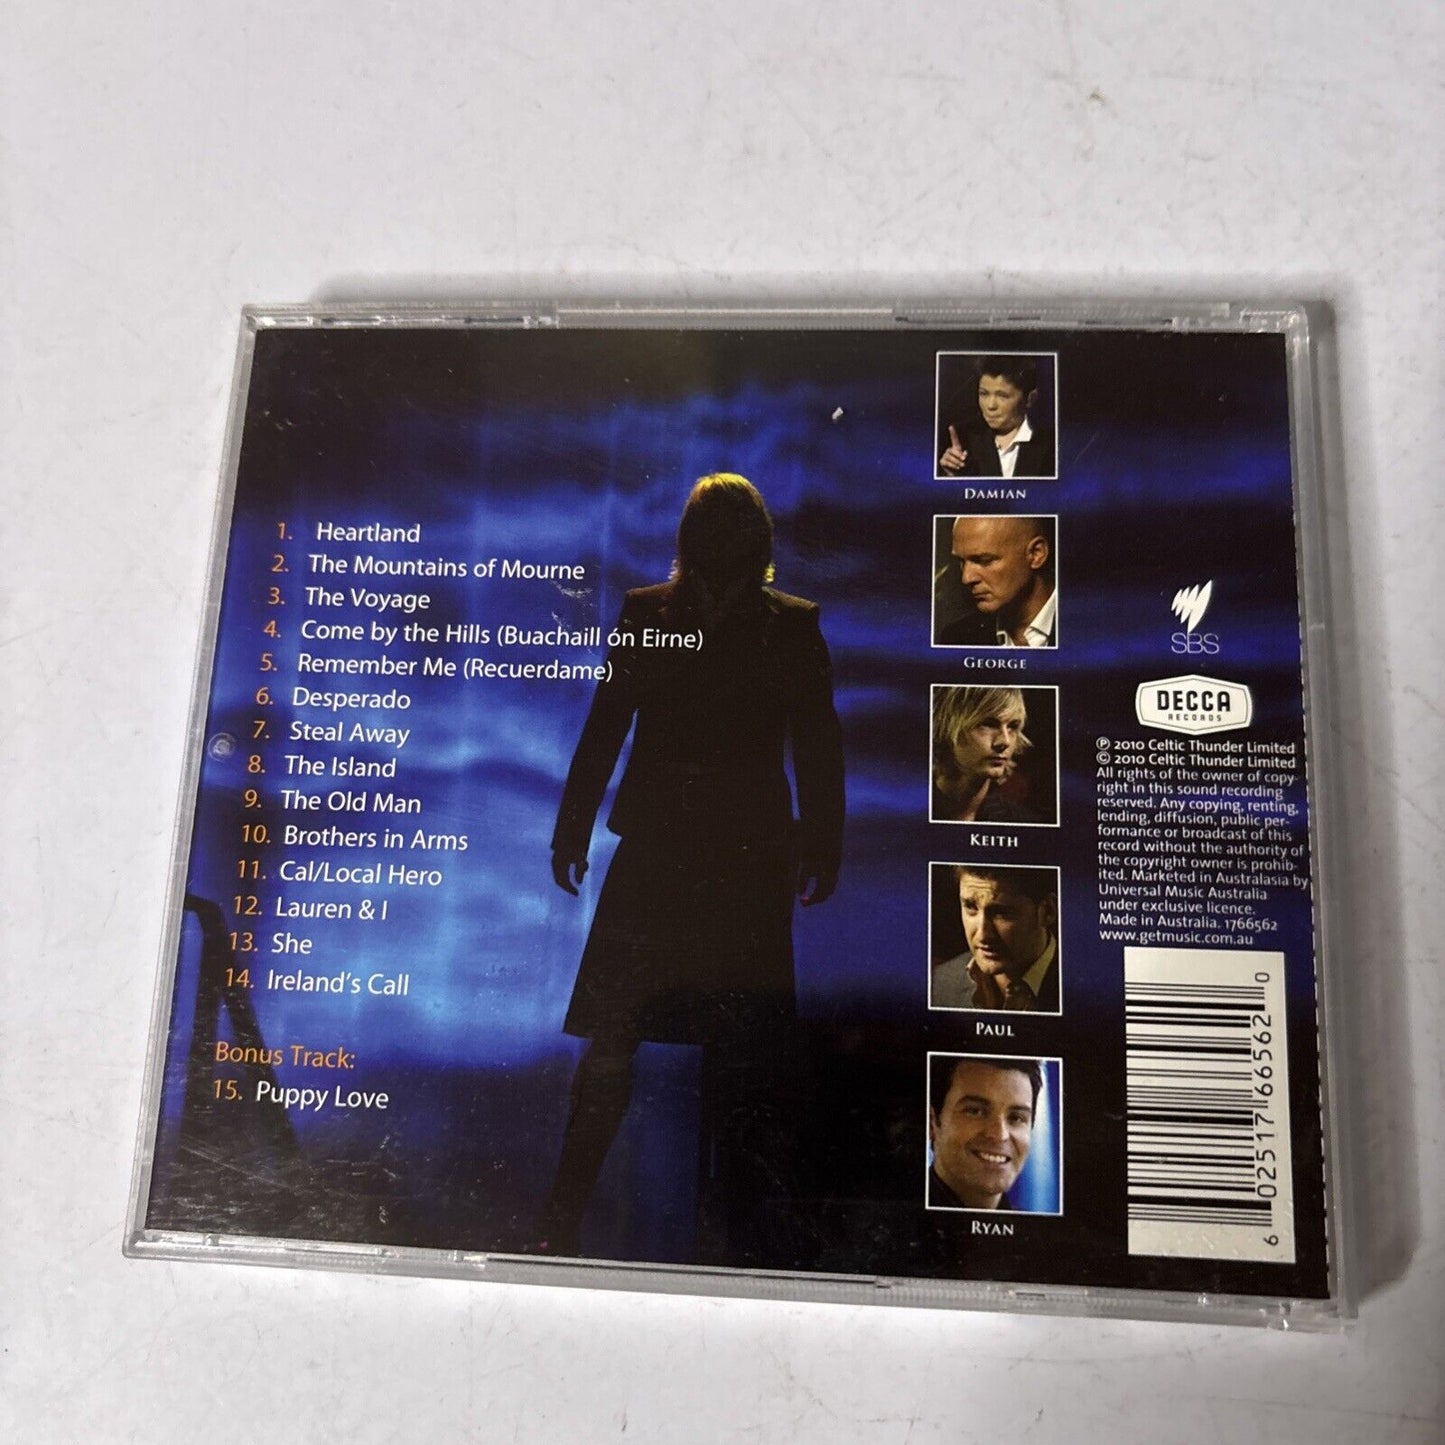 1. Heartland
2. The Mountains of Mourne
3. The Voyage
4. Come by the Hills (Buachaill ón Eirne)
5. Remember Me (Recuerdame)
6. Desperado
7. Steal Away
8. The Island
9. The Old Man
10. Brothers in Arms
11. Cal/Local Hero
12. Lauren & I
13. She
14. Ireland's Call
Bonus Track:
15. Puppy Love
DAMIAN
GEORGE
KEITH
PAUL
RYAN
SBS
DECCA
RECORDS
℗ 2010 Celtic Thunder Limited
© 2010 Celtic Thunder Limited
All rights of the owner of copy-
right in this sound recording
reserved. Any copying, renting,
lending, diffusion, public per-
formance or broadcast of this
record without the authority of
the copyright owner is prohib-
ited. Marketed in Australasia by
Universal Music Australia
under exclusive licence.
Made in Australia. 1766562
www.getmusic.com.au
6 02517 66562 0